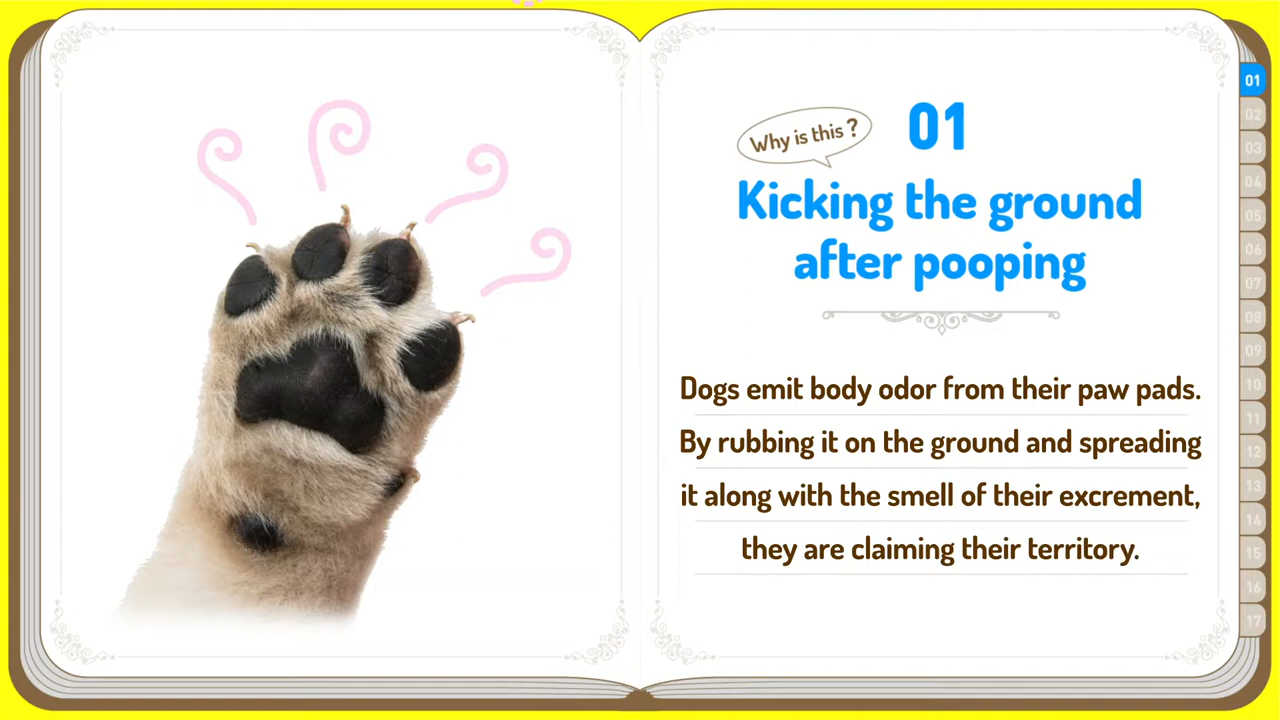 Why is this ?
01
Kicking the ground
after pooping
Dogs emit body odor from their paw pads.
By rubbing it on the ground and spreading
it along with the smell of their excrement,
they are claiming their territory.
01
02
03
04
05
06
07
08
09
10
11
12
13
14
15
16
17